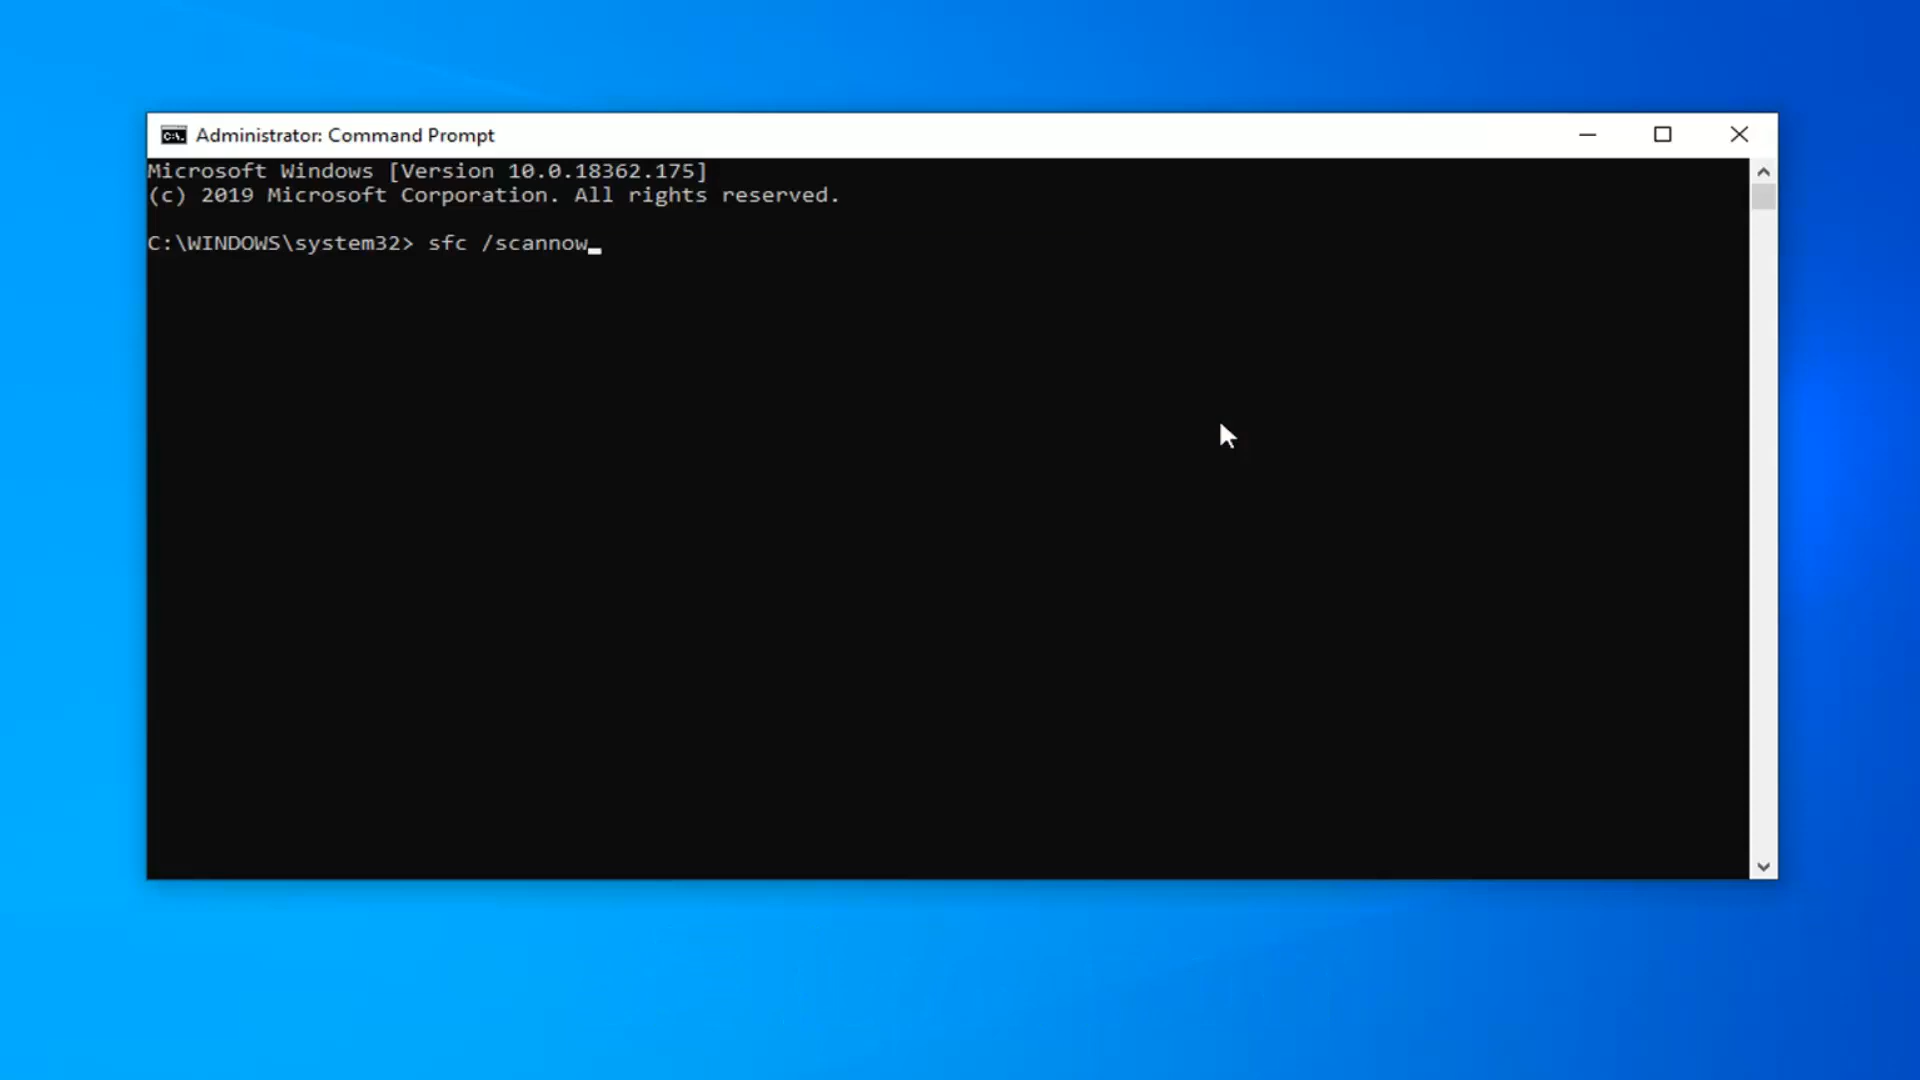 Administrator: Command Prompt
Microsoft Windows [Version 10.0.18362.175]
(c) 2019 Microsoft Corporation. All rights reserved.
C:\WINDOWS\system32> sfc /scannow